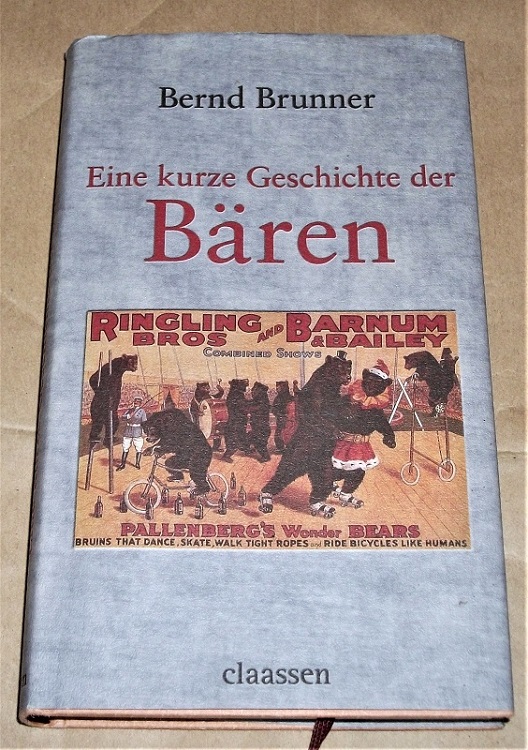 Bernd Brunner
Eine kurze Geschichte der
Bären
RINGLING AND BARNUM
BROS & BAILEY
COMBINED SHOWS
PALLENBERG'S Wonder BEARS
BRUINS THAT DANCE, SKATE, WALK TIGHT ROPES and RIDE BICYCLES LIKE HUMANS
claassen